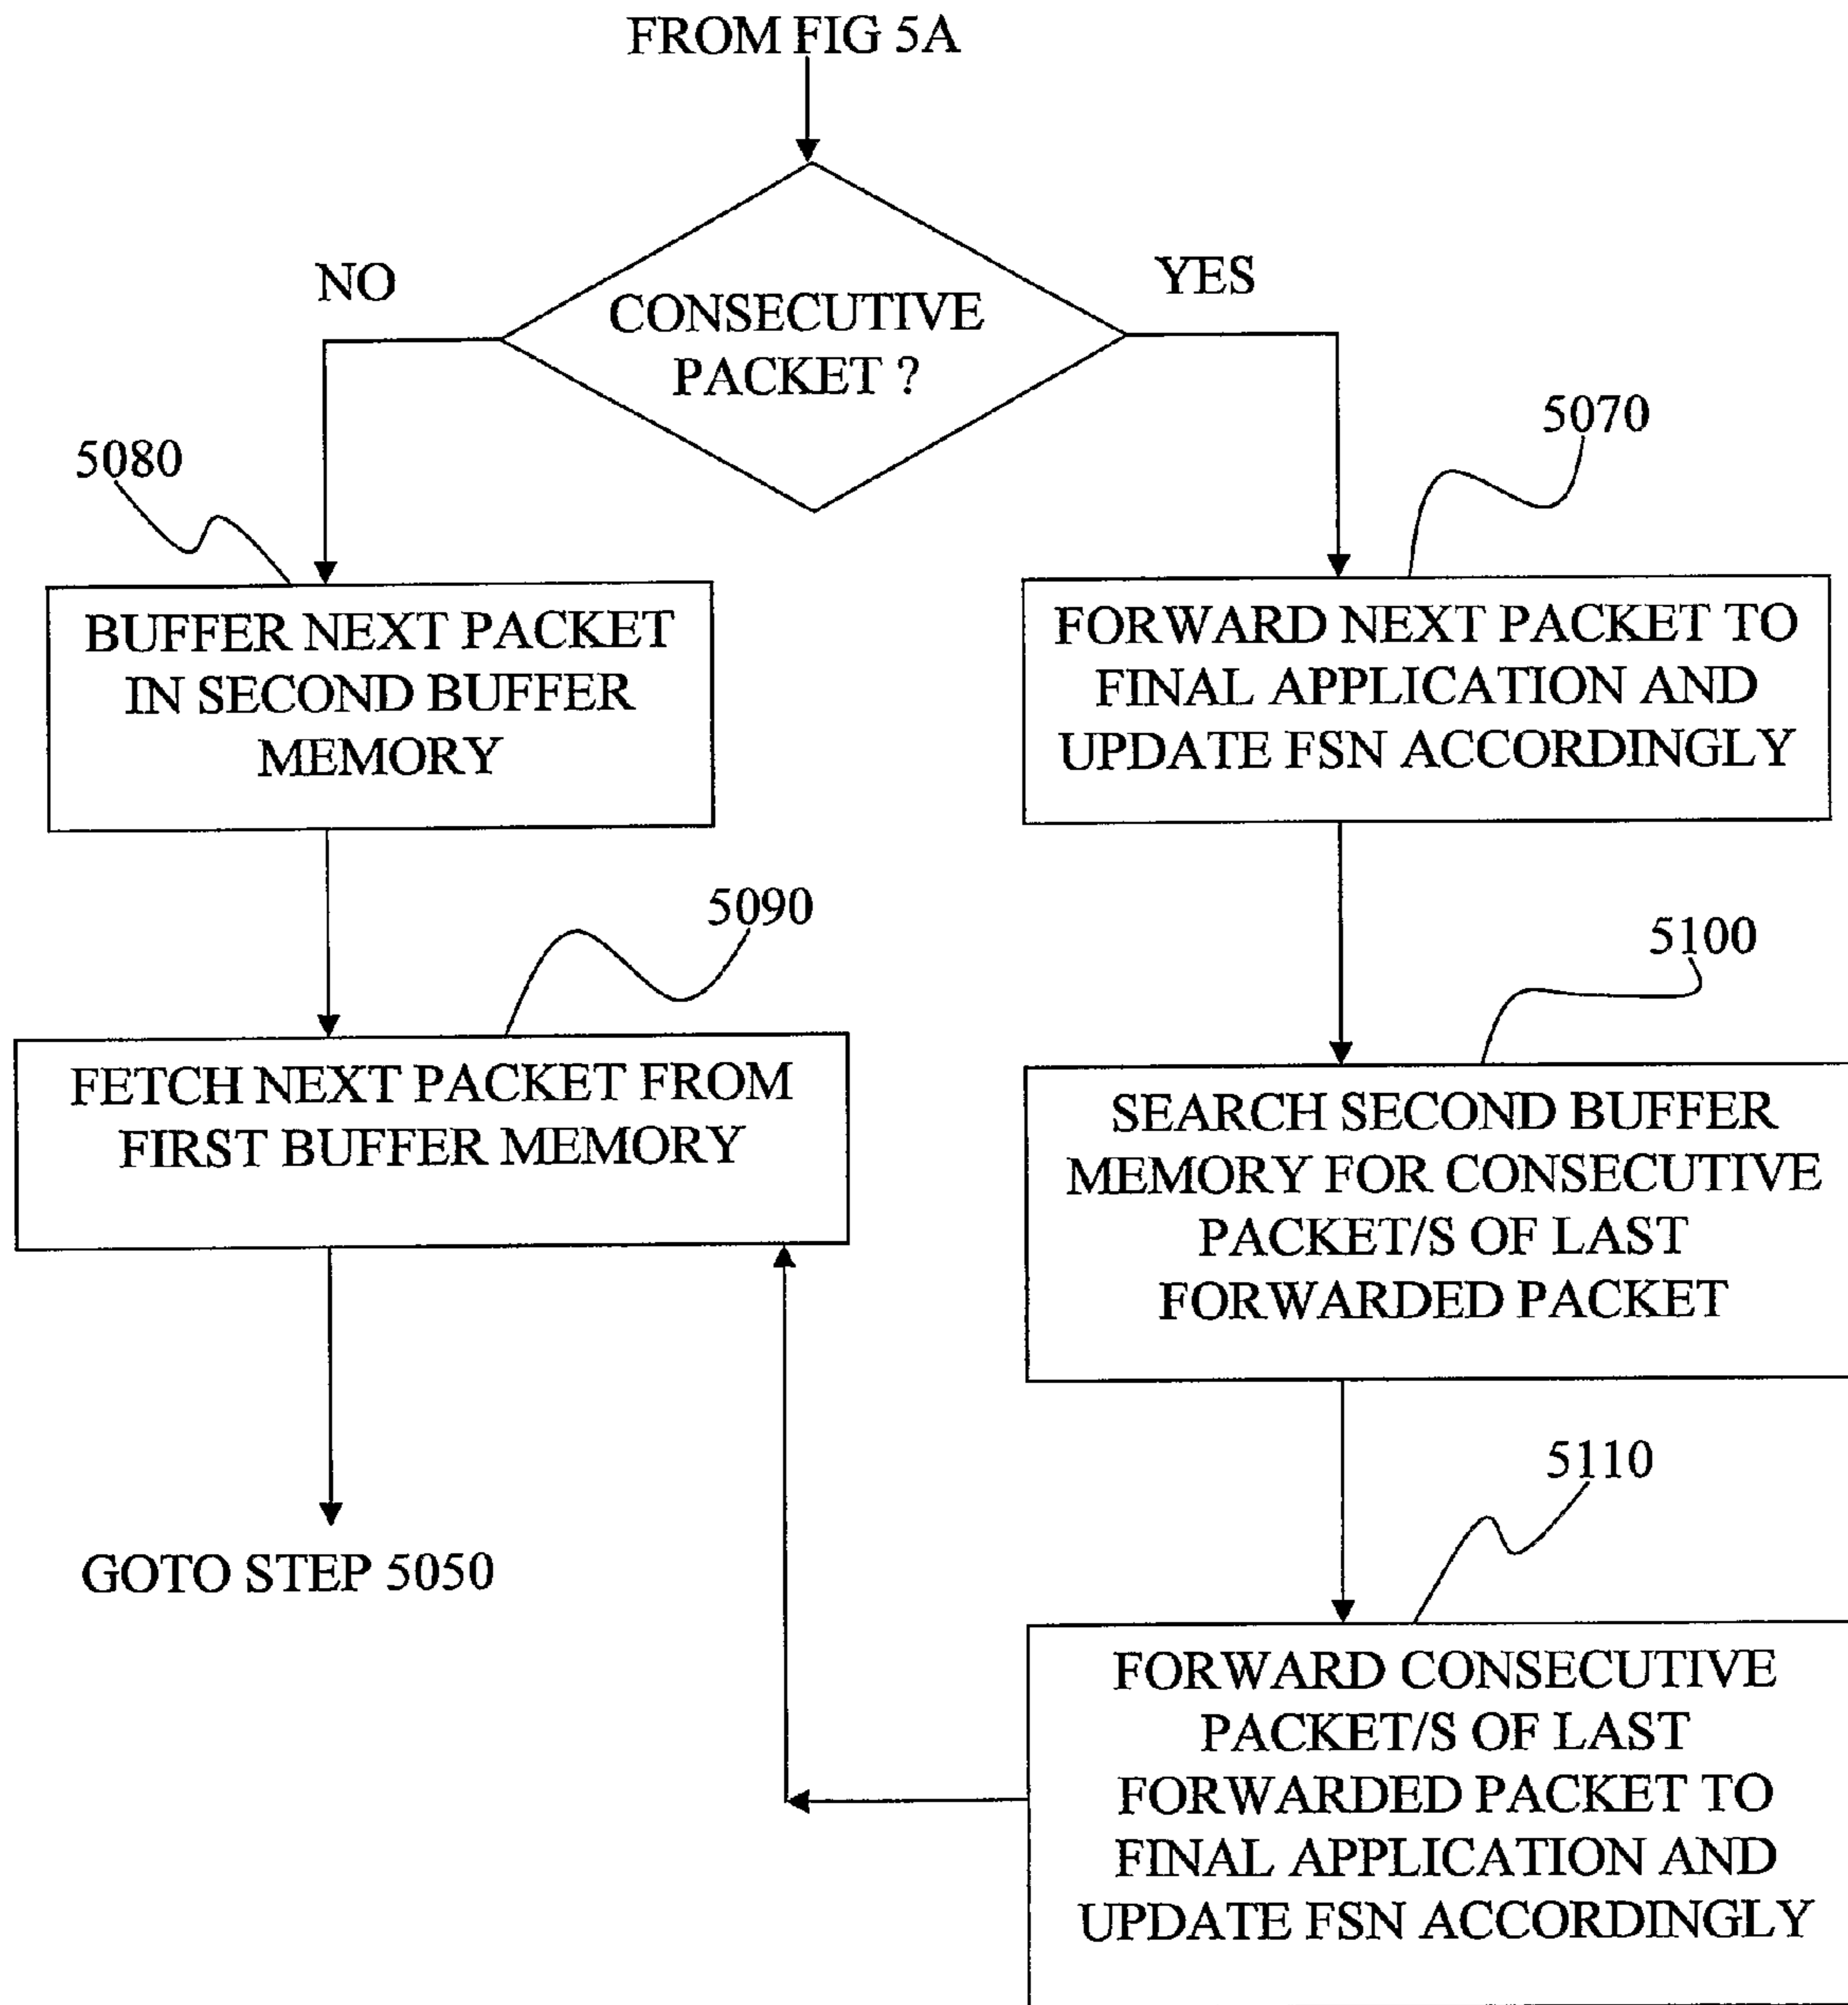 FROM FIG 5A
NO
YES
CONSECUTIVE
PACKET ?
5070
5080
BUFFER NEXT PACKET
IN SECOND BUFFER
MEMORY
FORWARD NEXT PACKET TO
FINAL APPLICATION AND
UPDATE FSN ACCORDINGLY
5090
5100
FETCH NEXT PACKET FROM
FIRST BUFFER MEMORY
SEARCH SECOND BUFFER
MEMORY FOR CONSECUTIVE
PACKET/S OF LAST
FORWARDED PACKET
5110
GOTO STEP 5050
FORWARD CONSECUTIVE
PACKET/S OF LAST
FORWARDED PACKET TO
FINAL APPLICATION AND
UPDATE FSN ACCORDINGLY